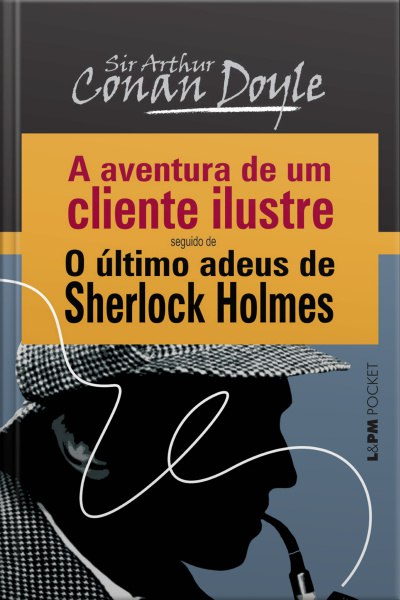 Sir Arthur
Conan Doyle
A aventura de um
cliente ilustre
seguido de
O último adeus de
Sherlock Holmes
L&PM POCKET